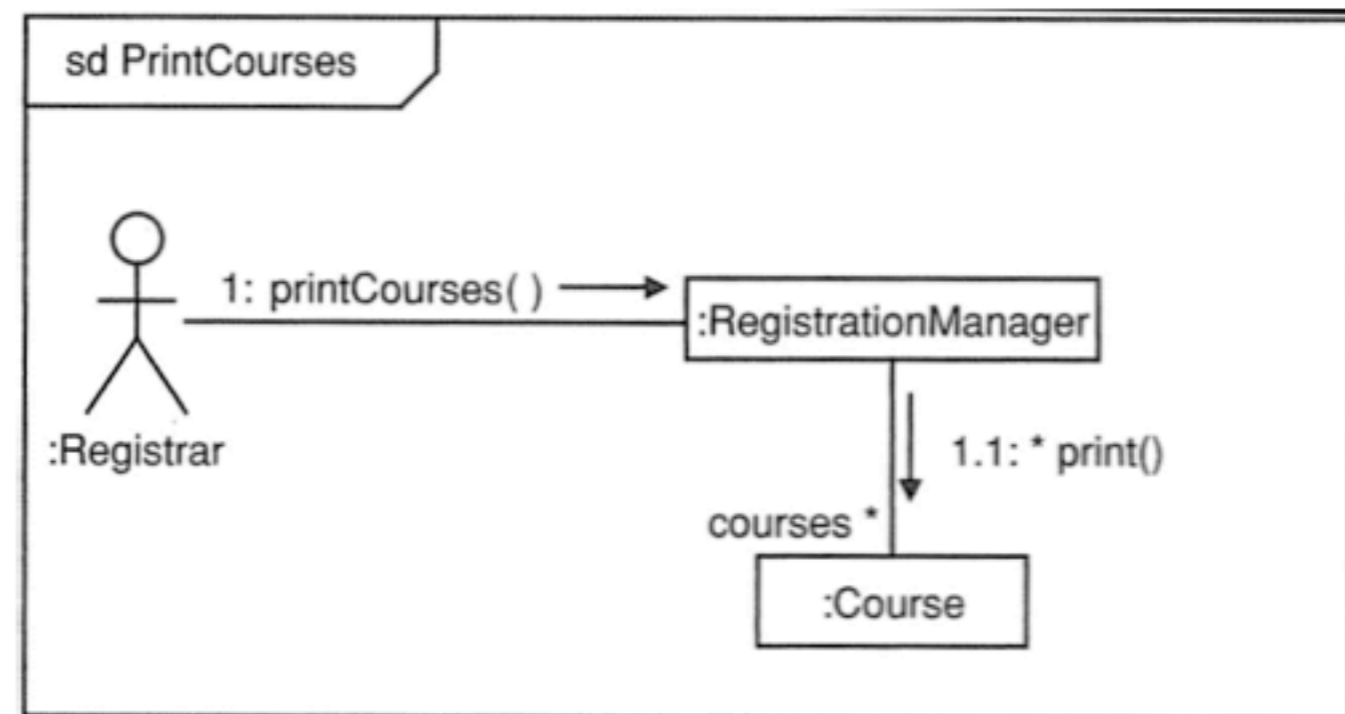 sd PrintCourses
1: printCourses( )
:RegistrationManager
:Registrar
1.1: * print()
courses *
:Course